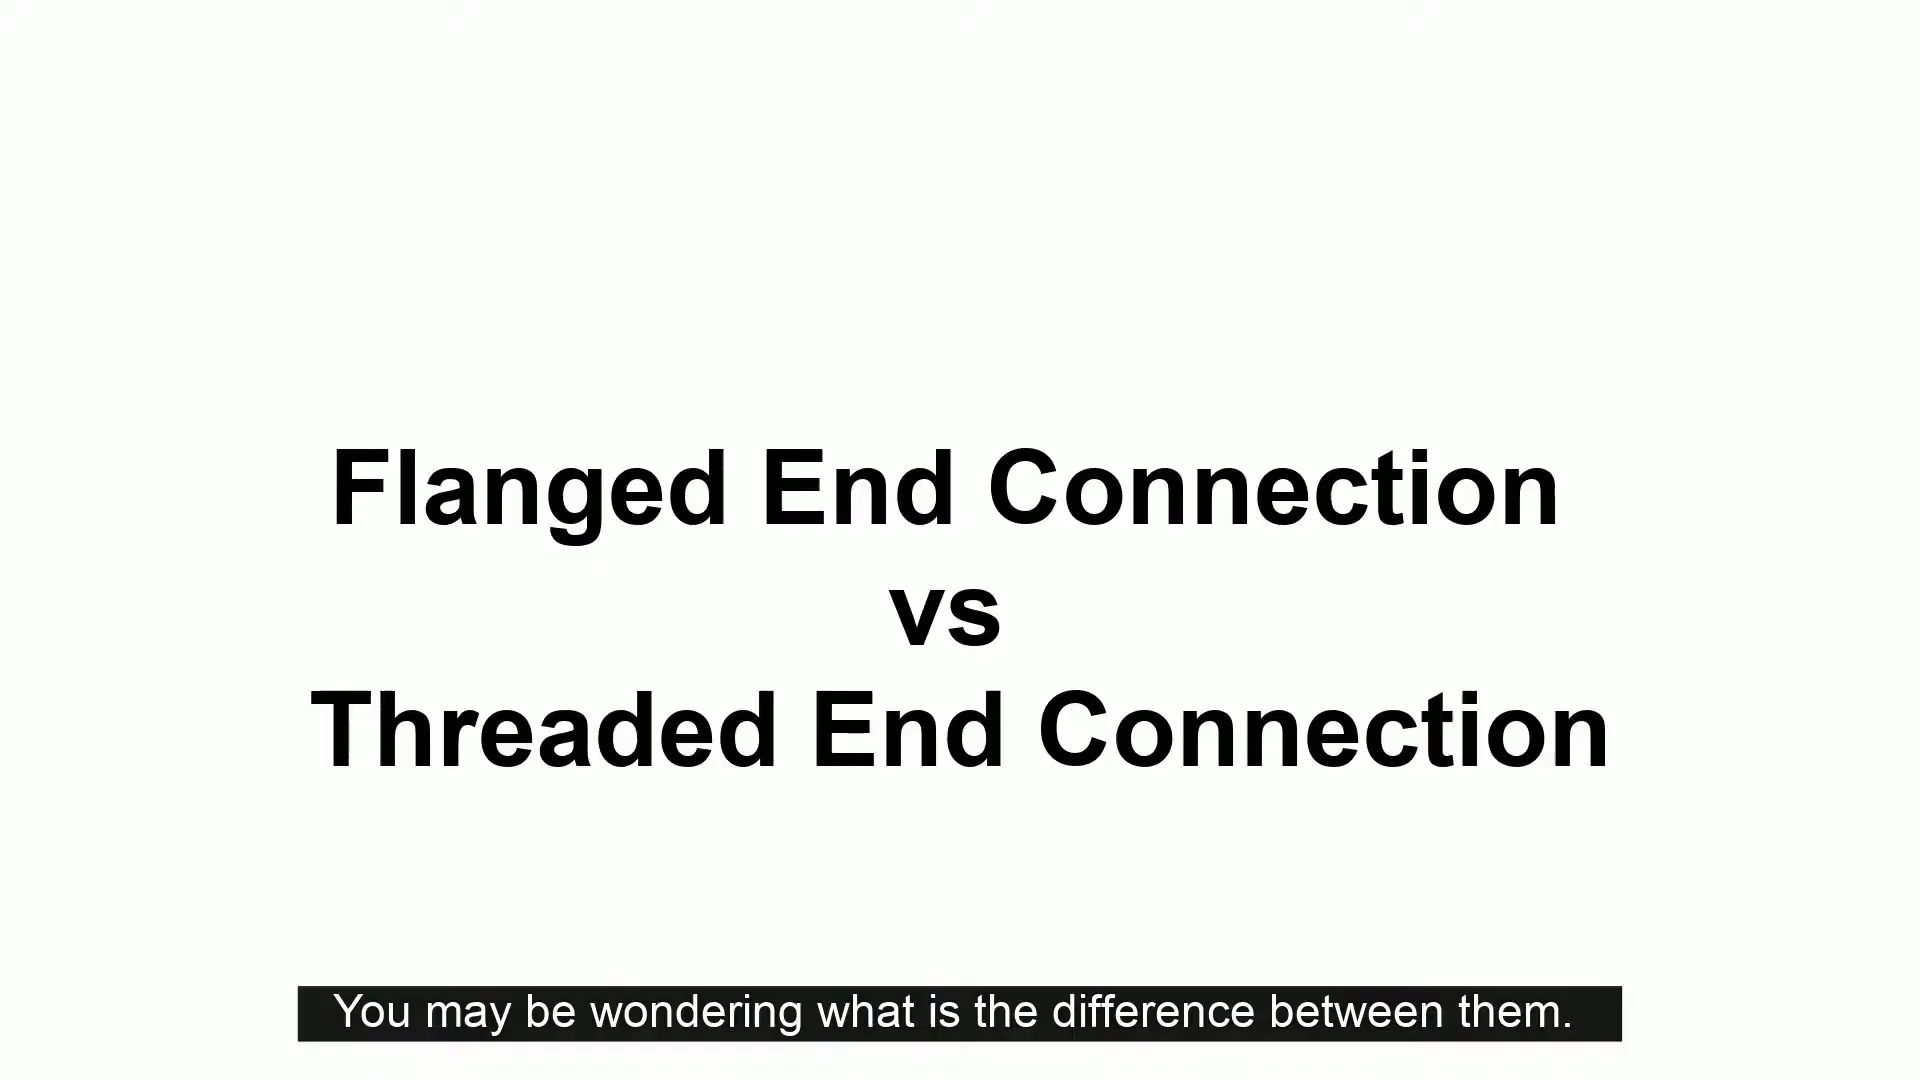 Flanged End Connection
vs
Threaded End Connection
You may be wondering what is the difference between them.